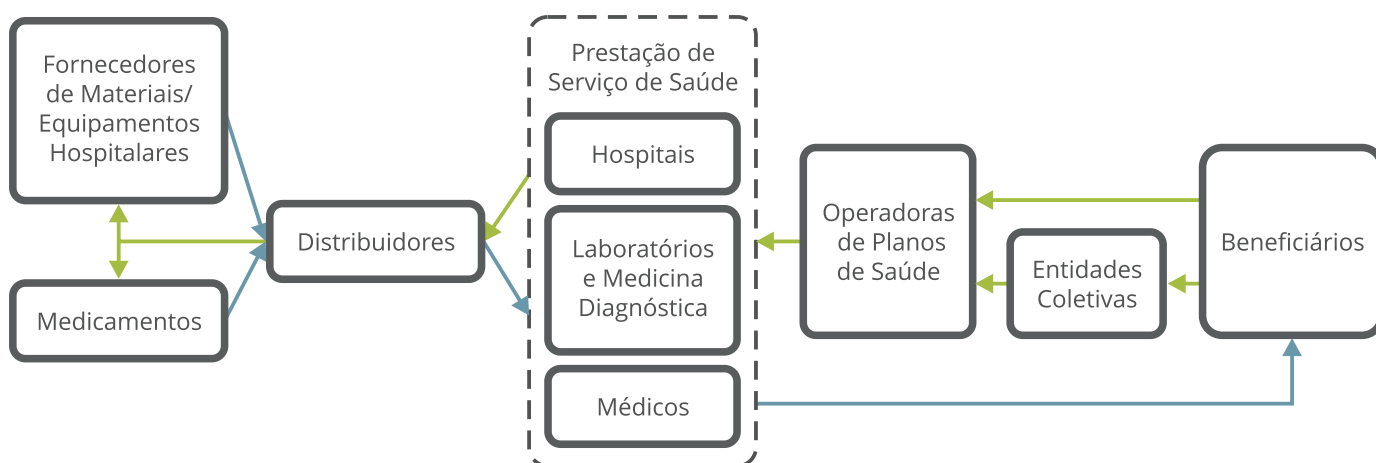 Fornecedores
de Materiais/
Equipamentos
Hospitalares
Medicamentos
Distribuidores
Prestação de
Serviço de Saúde
Hospitais
Laboratórios
e Medicina
Diagnóstica
Médicos
Operadoras
de Planos
de Saúde
Entidades
Coletivas
Beneficiários